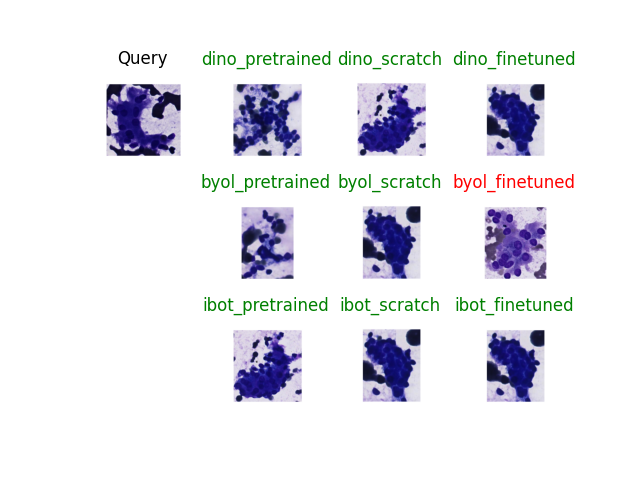 Query dino_pretrained dino_scratch dino_finetuned
byol_pretrained byol_scratch byol_finetuned
ibot_pretrained ibot_scratch ibot_finetuned